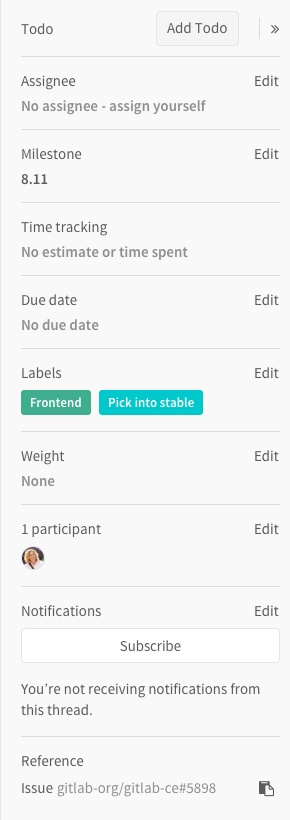 Todo Add Todo »
Assignee Edit
No assignee - assign yourself
Milestone Edit
8.11
Time tracking
No estimate or time spent
Due date Edit
No due date
Labels Edit
Frontend Pick into stable
Weight Edit
None
1 participant Edit
Notifications Edit
Subscribe
You’re not receiving notifications from
this thread.
Reference
Issue gitlab-org/gitlab-ce#5898